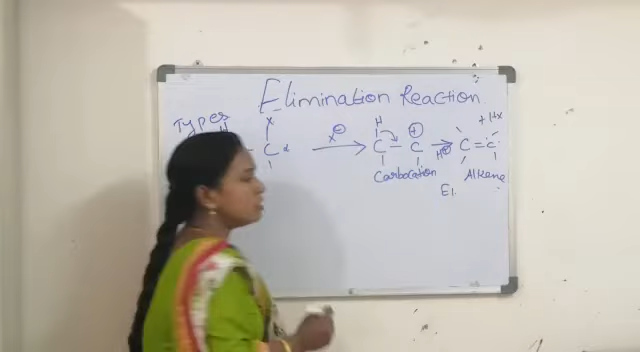 Elimination Reaction
Types
H X H ⊕ + Hx
C α x⊖ → C – C → H⊕ C = C
Carbocation Alkene
E1